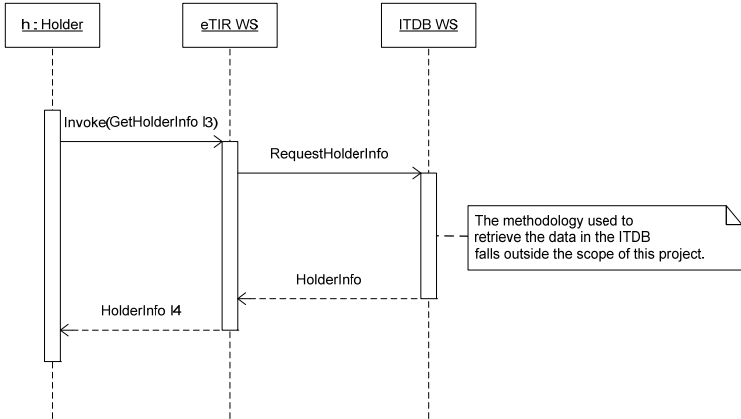 h : Holder
eTIR WS
ITDB WS
Invoke(GetHolderInfo I3)
RequestHolderInfo
The methodology used to
retrieve the data in the ITDB
falls outside the scope of this project.
HolderInfo
HolderInfo I4